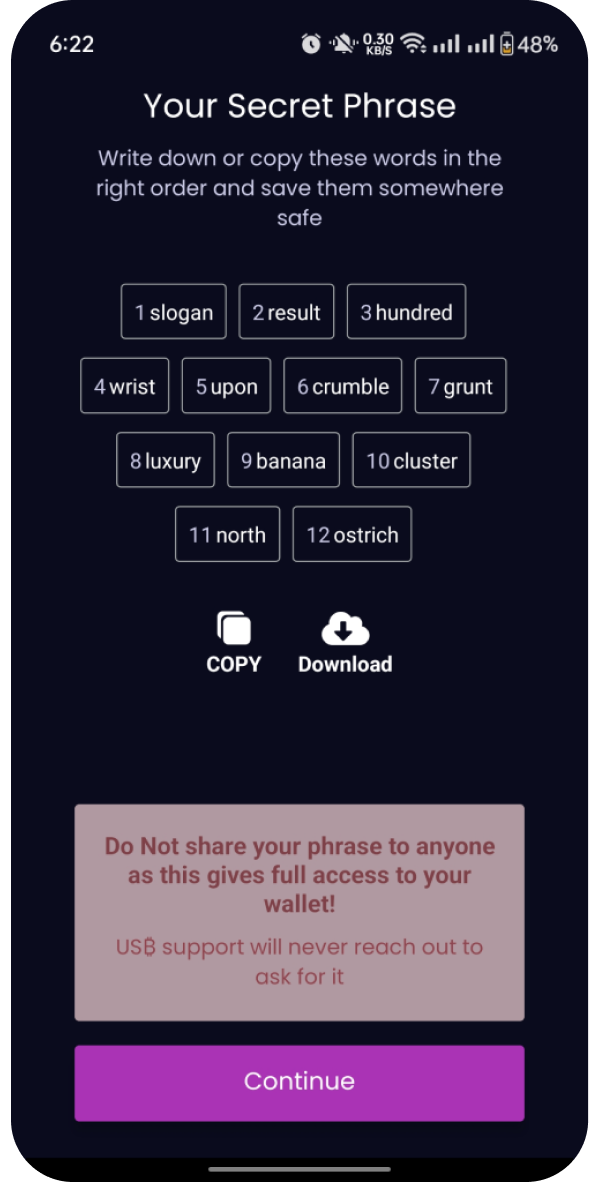 6:22 0.30 KB/S 48%
Your Secret Phrase
Write down or copy these words in the
right order and save them somewhere
safe
1 slogan 2 result 3 hundred
4 wrist 5 upon 6 crumble 7 grunt
8 luxury 9 banana 10 cluster
11 north 12 ostrich
COPY Download
Do Not share your phrase to anyone
as this gives full access to your
wallet!
US₿ support will never reach out to
ask for it
Continue